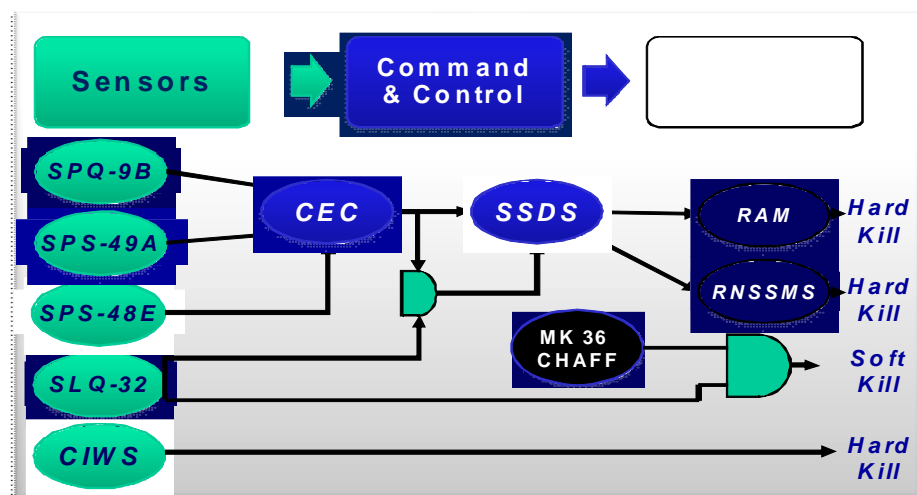 Sensors
Command
& Control
SPQ-9B
SPS-49A
SPS-48E
SLQ-32
CIWS
CEC
SSDS
RAM
RNSSMS
MK 36
CHAFF
Hard
Kill
Hard
Kill
Soft
Kill
Hard
Kill